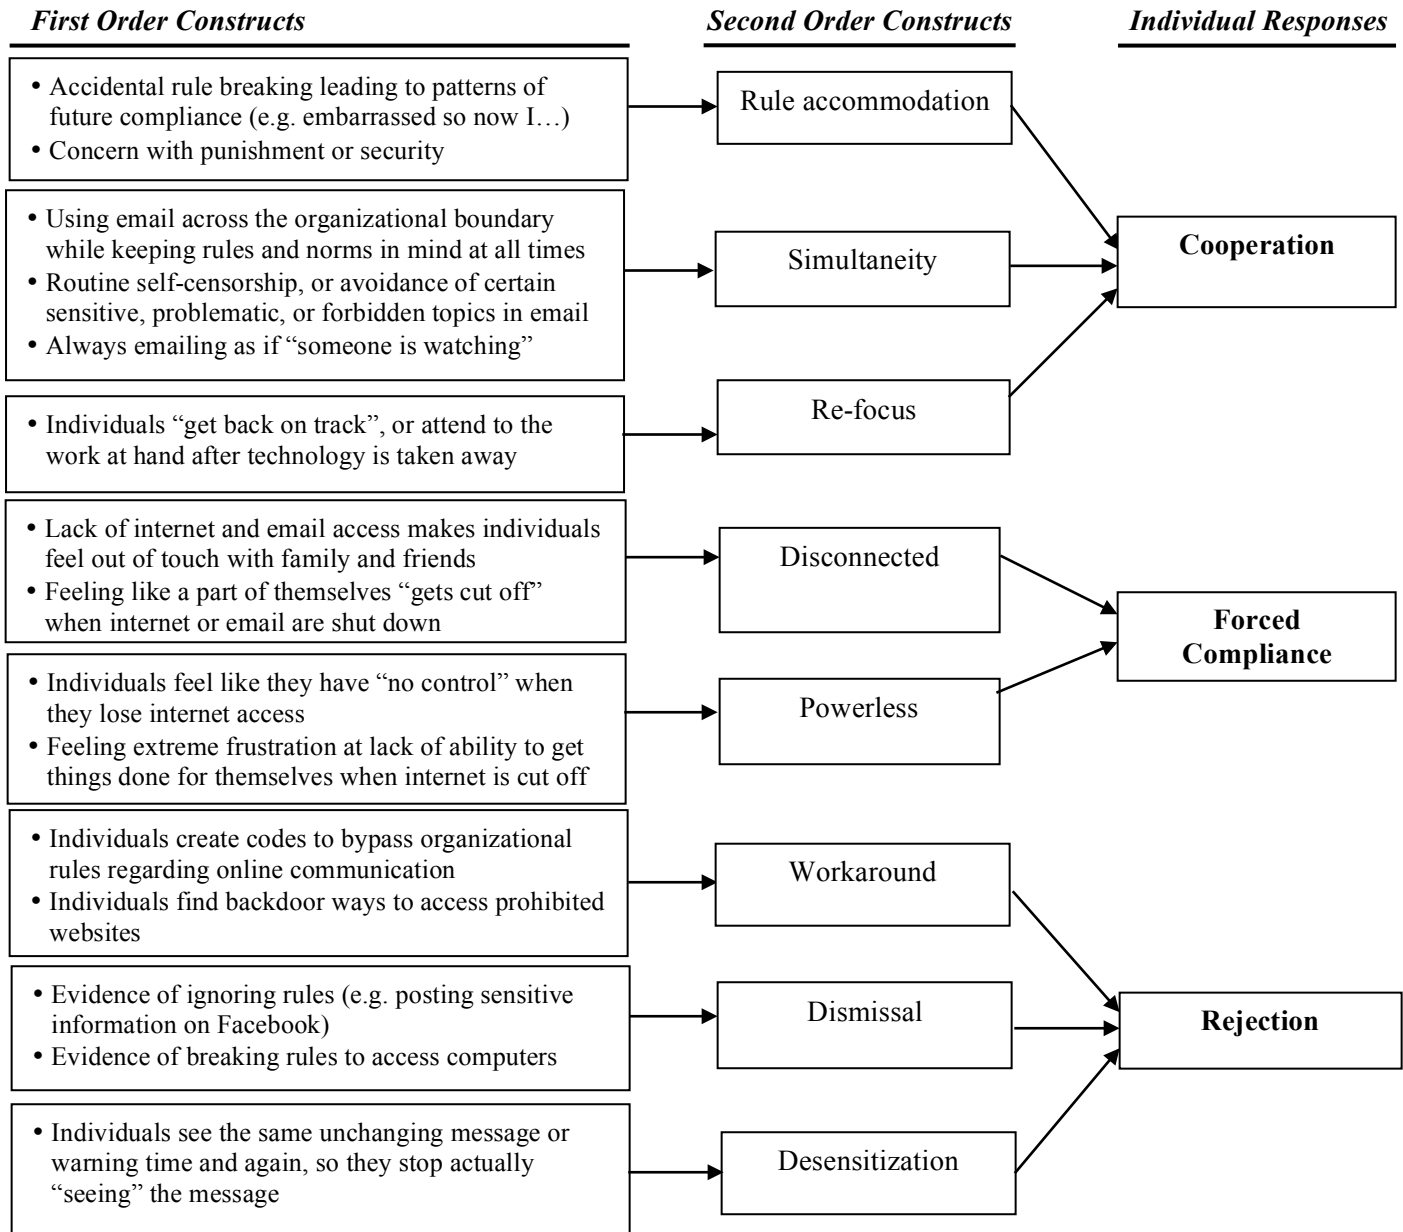 First Order Constructs
Second Order Constructs
Individual Responses
• Accidental rule breaking leading to patterns of
future compliance (e.g. embarrassed so now I…)
• Concern with punishment or security
Rule accommodation
• Using email across the organizational boundary
while keeping rules and norms in mind at all times
• Routine self-censorship, or avoidance of certain
sensitive, problematic, or forbidden topics in email
• Always emailing as if “someone is watching”
Simultaneity
Cooperation
• Individuals “get back on track”, or attend to the
work at hand after technology is taken away
Re-focus
• Lack of internet and email access makes individuals
feel out of touch with family and friends
• Feeling like a part of themselves “gets cut off”
when internet or email are shut down
Disconnected
Forced
Compliance
• Individuals feel like they have “no control” when
they lose internet access
• Feeling extreme frustration at lack of ability to get
things done for themselves when internet is cut off
Powerless
• Individuals create codes to bypass organizational
rules regarding online communication
• Individuals find backdoor ways to access prohibited
websites
Workaround
• Evidence of ignoring rules (e.g. posting sensitive
information on Facebook)
• Evidence of breaking rules to access computers
Dismissal
Rejection
• Individuals see the same unchanging message or
warning time and again, so they stop actually
“seeing” the message
Desensitization